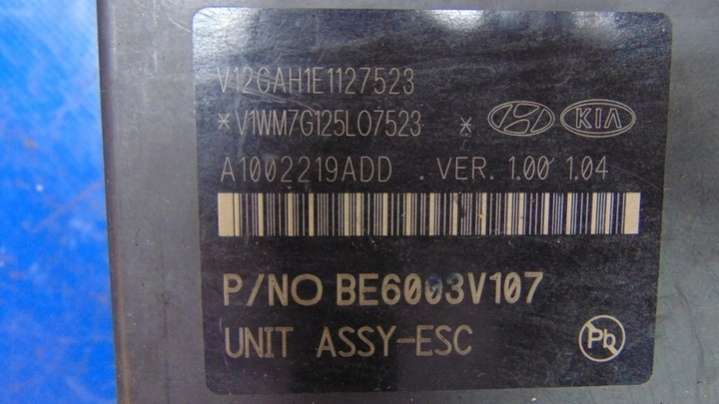 V12GAH1E1127523
*V1WM7G125L07523 * KIA
A1002219ADD . VER. 1.00 1.04
P/NO BE6003V107
UNIT ASSY-ESC Pb